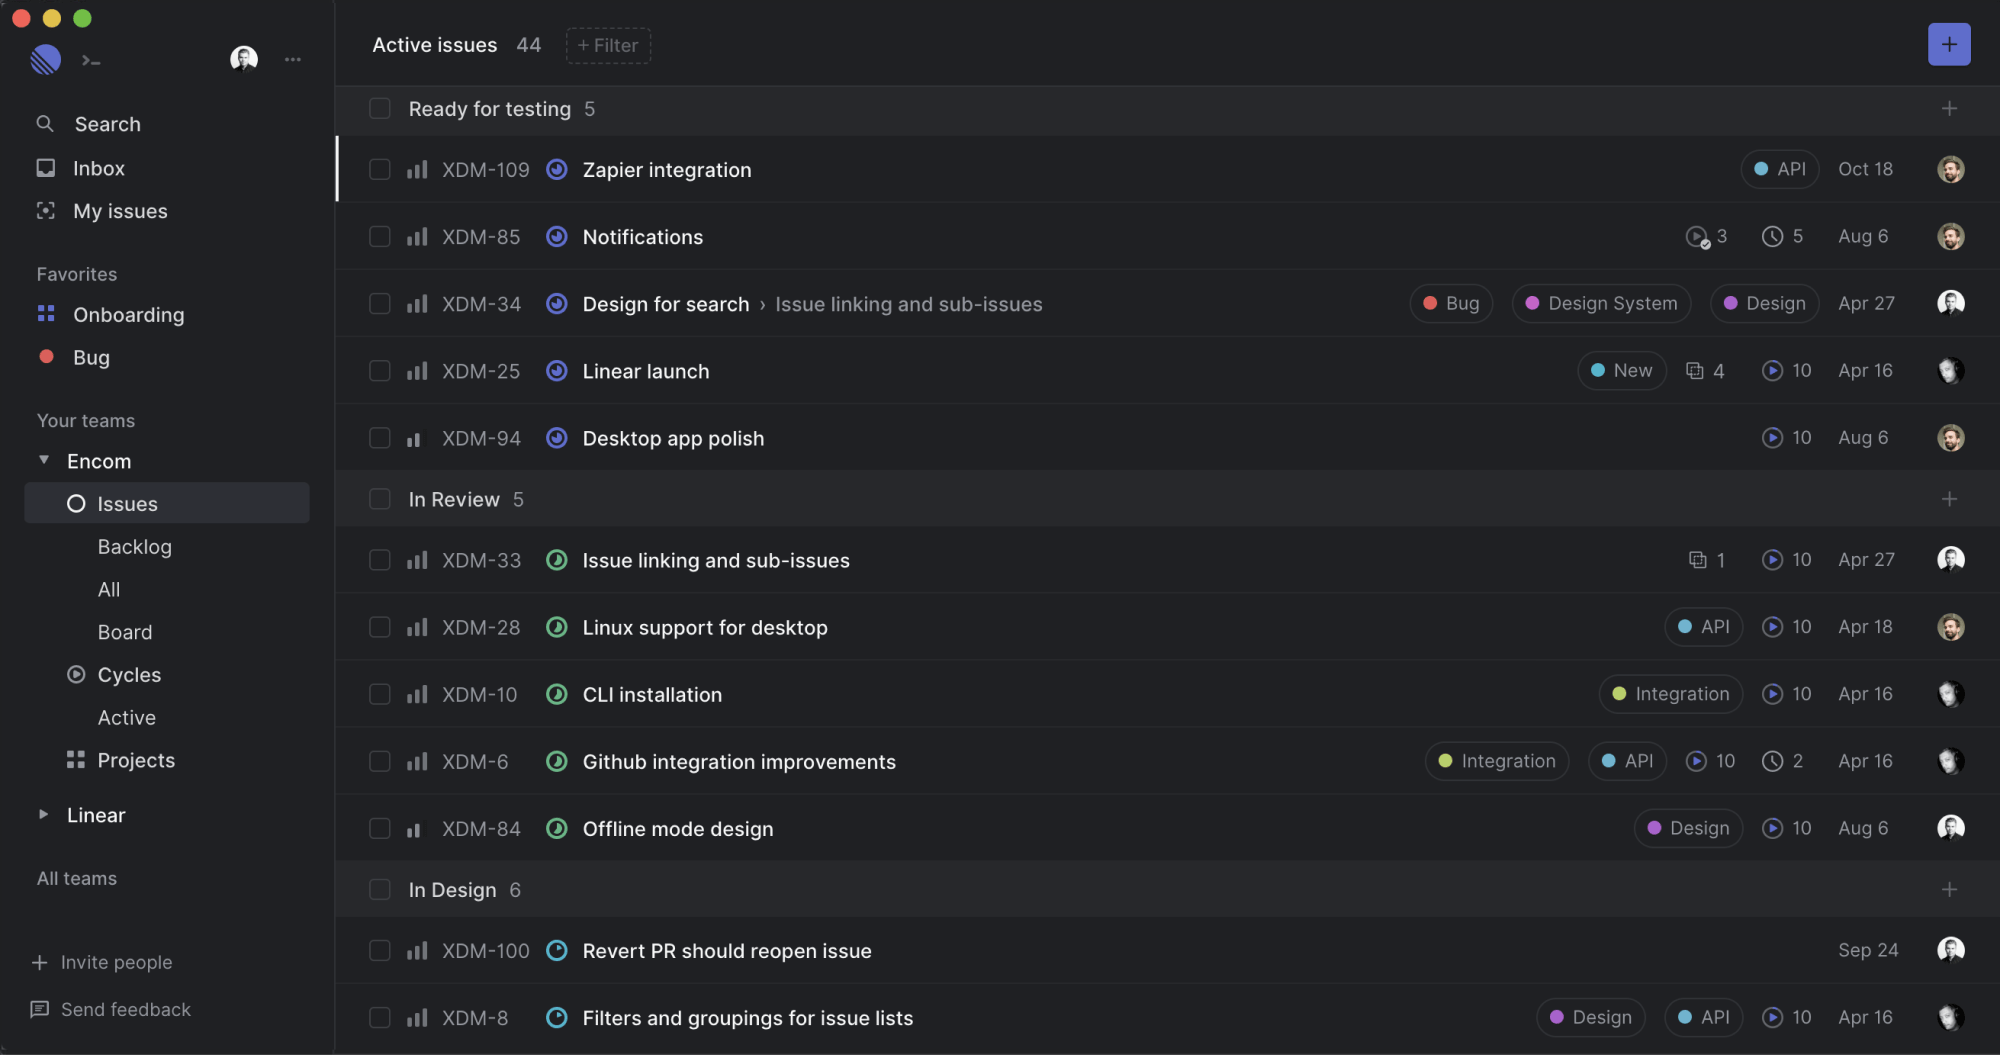 Search
Inbox
My issues
Favorites
Onboarding
Bug
Your teams
Encom
Issues
Backlog
All
Board
Cycles
Active
Projects
Linear
All teams
+ Invite people
Send feedback
Active issues 44 + Filter
Ready for testing 5
XDM-109 Zapier integration API Oct 18
XDM-85 Notifications 3 5 Aug 6
XDM-34 Design for search › Issue linking and sub-issues Bug Design System Design Apr 27
XDM-25 Linear launch New 4 10 Apr 16
XDM-94 Desktop app polish 10 Aug 6
In Review 5
XDM-33 Issue linking and sub-issues 1 10 Apr 27
XDM-28 Linux support for desktop API 10 Apr 18
XDM-10 CLI installation Integration 10 Apr 16
XDM-6 Github integration improvements Integration API 10 2 Apr 16
XDM-84 Offline mode design Design 10 Aug 6
In Design 6
XDM-100 Revert PR should reopen issue Sep 24
XDM-8 Filters and groupings for issue lists Design API 10 Apr 16